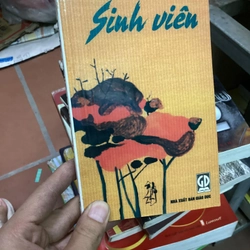 Sinh viên
GD
NHÀ XUẤT BẢN GIÁO DỤC